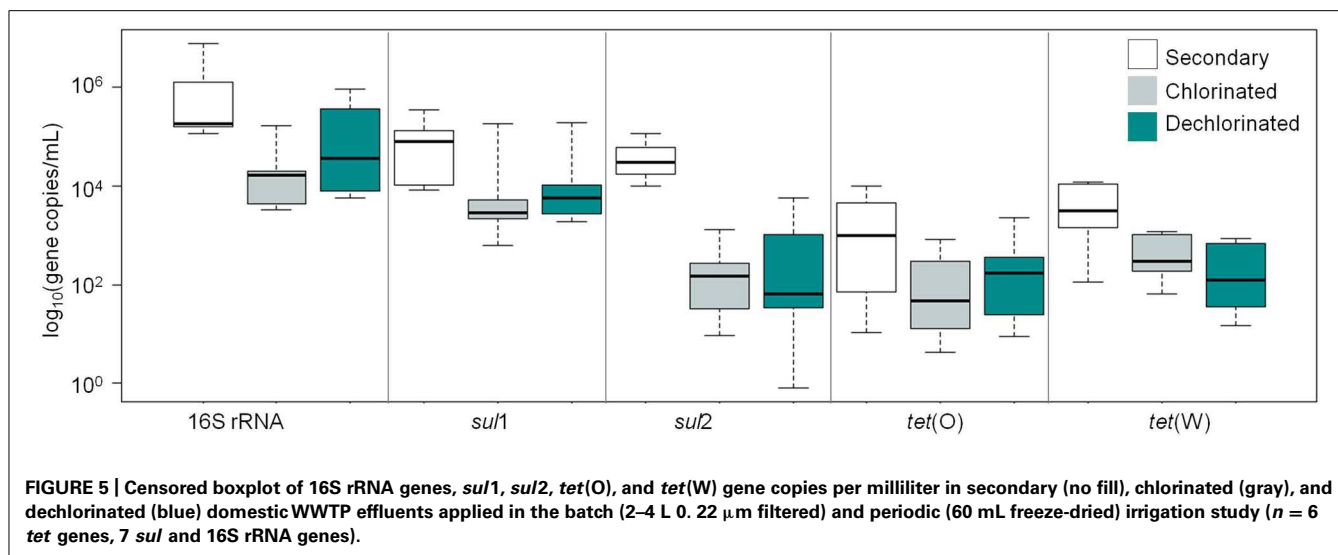 log10(gene copies/mL)
10^6
10^4
10^2
10^0
Secondary
Chlorinated
Dechlorinated
16S rRNA
sul1
sul2
tet(O)
tet(W)
FIGURE 5 | Censored boxplot of 16S rRNA genes, sul1, sul2, tet(O), and tet(W) gene copies per milliliter in secondary (no fill), chlorinated (gray), and
dechlorinated (blue) domestic WWTP effluents applied in the batch (2–4 L 0. 22 μm filtered) and periodic (60 mL freeze-dried) irrigation study (n = 6
tet genes, 7 sul and 16S rRNA genes).